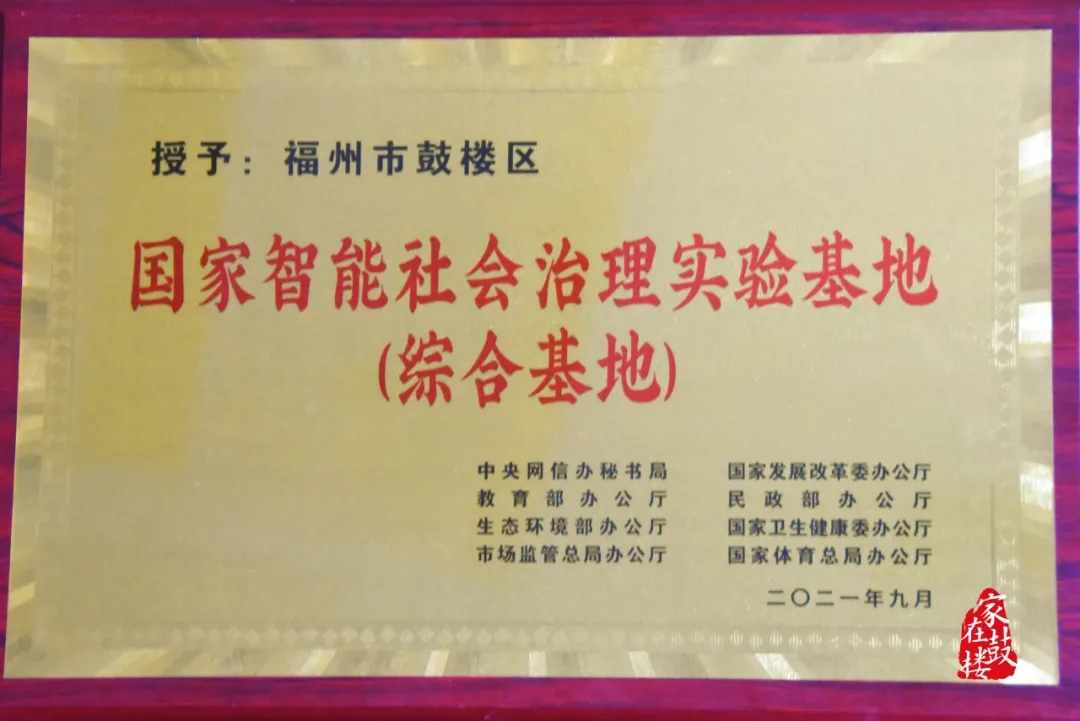 授予：福州市鼓楼区
国家智能社会治理实验基地
(综合基地)
中央网信办秘书局 国家发展改革委办公厅
教育部办公厅 民政部办公厅
生态环境部办公厅 国家卫生健康委办公厅
市场监管总局办公厅 国家体育总局办公厅
二〇二一年九月
家在鼓楼